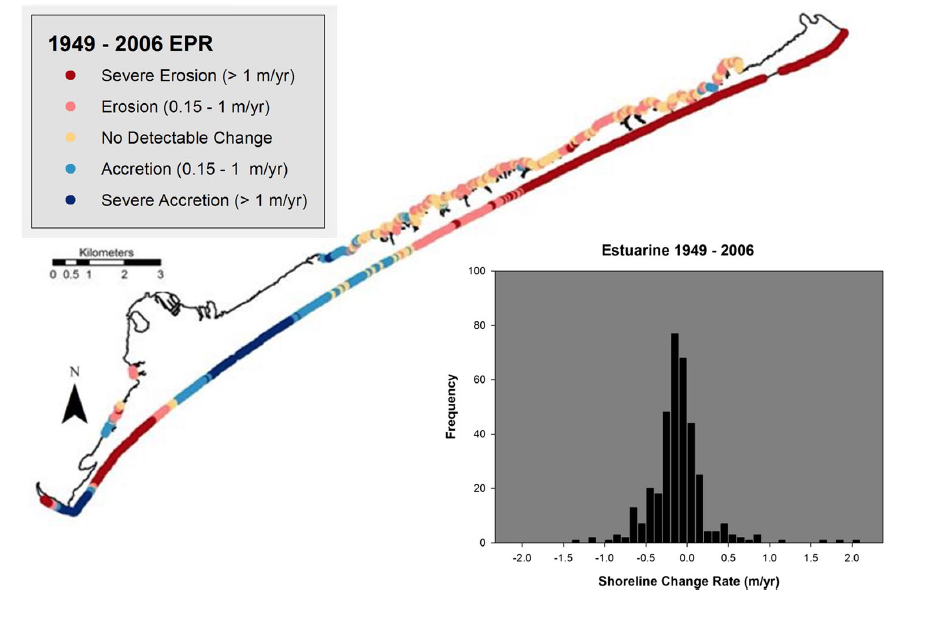 1949 - 2006 EPR
Severe Erosion (> 1 m/yr)
Erosion (0.15 - 1 m/yr)
No Detectable Change
Accretion (0.15 - 1 m/yr)
Severe Accretion (> 1 m/yr)
Kilometers
0 0.5 1 2 3
N
Estuarine 1949 - 2006
100
80
60
40
20
0
Frequency
-2.0 -1.5 -1.0 -0.5 0.0 0.5 1.0 1.5 2.0
Shoreline Change Rate (m/yr)